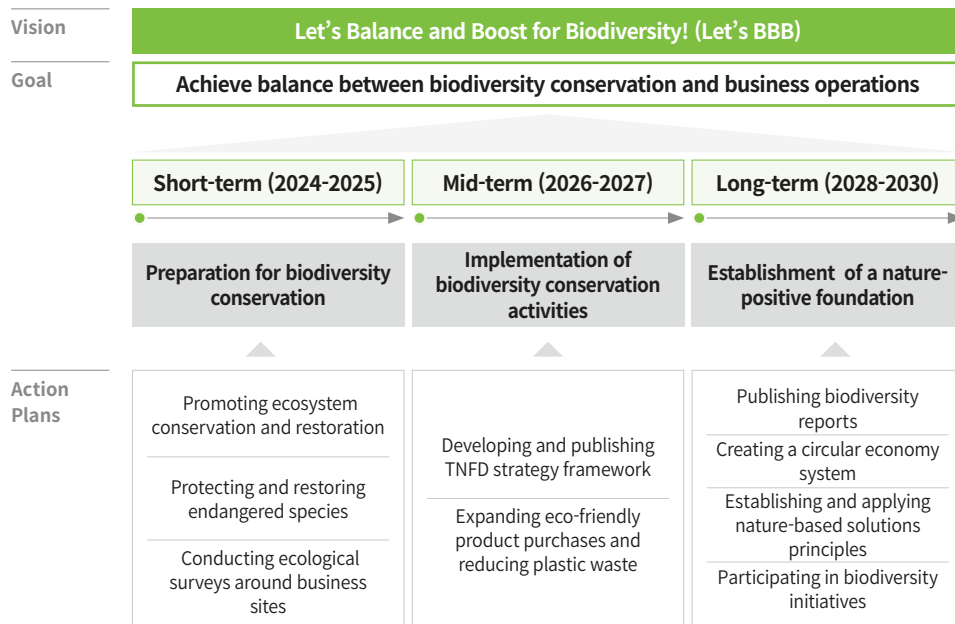 Vision
Let's Balance and Boost for Biodiversity! (Let's BBB)
Goal
Achieve balance between biodiversity conservation and business operations
Short-term (2024-2025)
Mid-term (2026-2027)
Long-term (2028-2030)
Preparation for biodiversity
conservation
Implementation of
biodiversity conservation
activities
Establishment of a nature-
positive foundation
Action
Plans
Promoting ecosystem
conservation and restoration
Protecting and restoring
endangered species
Conducting ecological
surveys around business
sites
Developing and publishing
TNFD strategy framework
Expanding eco-friendly
product purchases and
reducing plastic waste
Publishing biodiversity
reports
Creating a circular economy
system
Establishing and applying
nature-based solutions
principles
Participating in biodiversity
initiatives